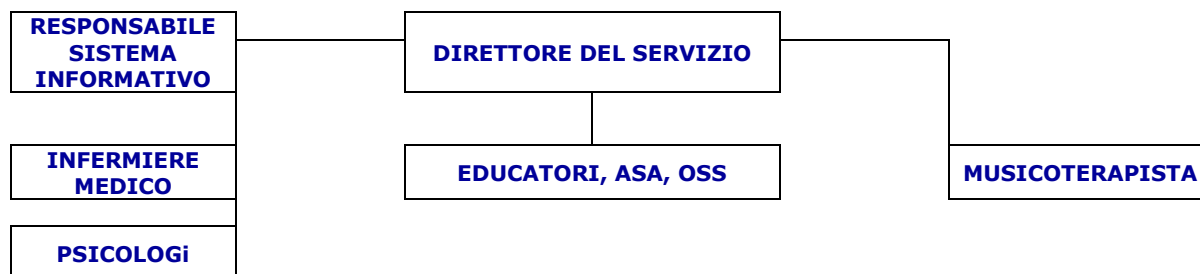 RESPONSABILE
SISTEMA
INFORMATIVO
DIRETTORE DEL SERVIZIO
INFERMIERE
MEDICO
EDUCATORI, ASA, OSS
MUSICOTERAPISTA
PSICOLOGi